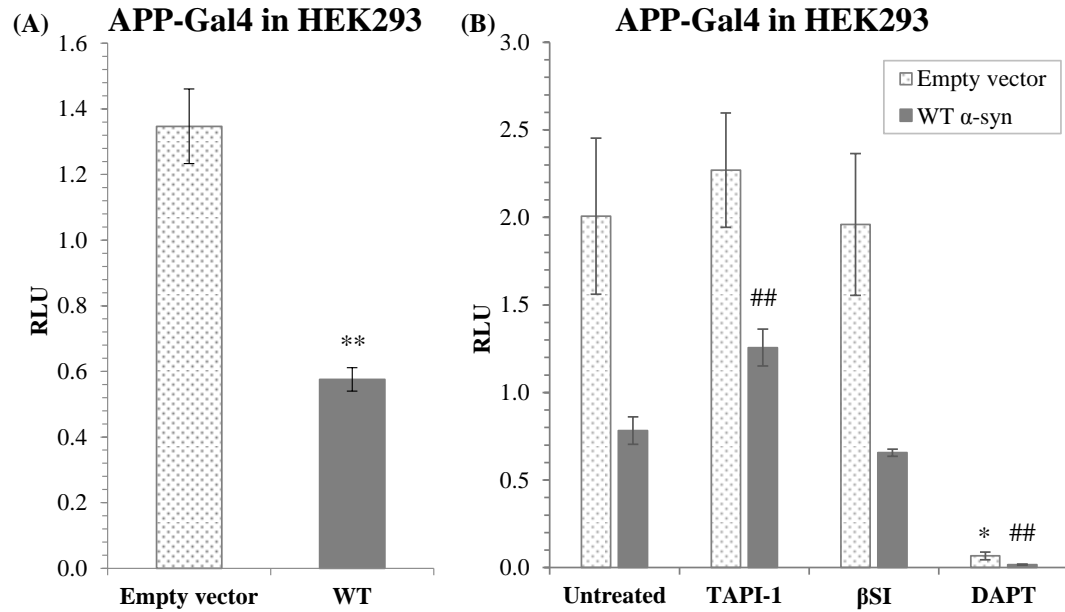 (A)
APP-Gal4 in HEK293
1.6
1.4
1.2
1.0
0.8
0.6
0.4
0.2
0.0
RLU
**
Empty vector
WT
(B)
APP-Gal4 in HEK293
3.0
2.5
2.0
1.5
1.0
0.5
0.0
RLU
Empty vector
WT α-syn
##
*
##
Untreated
TAPI-1
βSI
DAPT